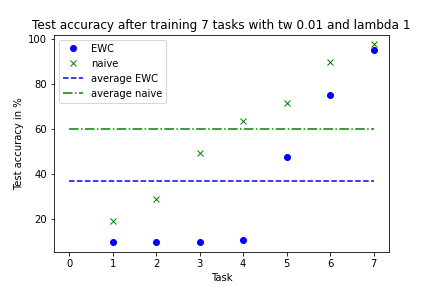 Test accuracy after training 7 tasks with tw 0.01 and lambda 1
100
80
60
40
20
Test accuracy in %
EWC
naive
average EWC
average naive
0 1 2 3 4 5 6 7
Task